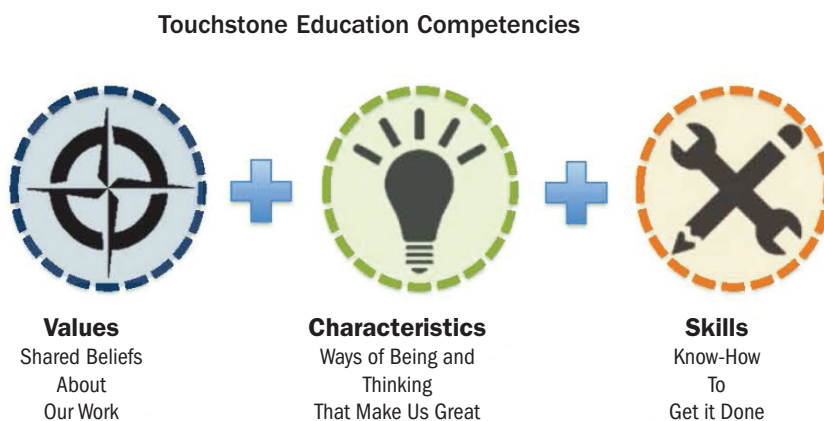 Touchstone Education Competencies
Values
Shared Beliefs
About
Our Work
Characteristics
Ways of Being and
Thinking
That Make Us Great
Skills
Know-How
To
Get it Done